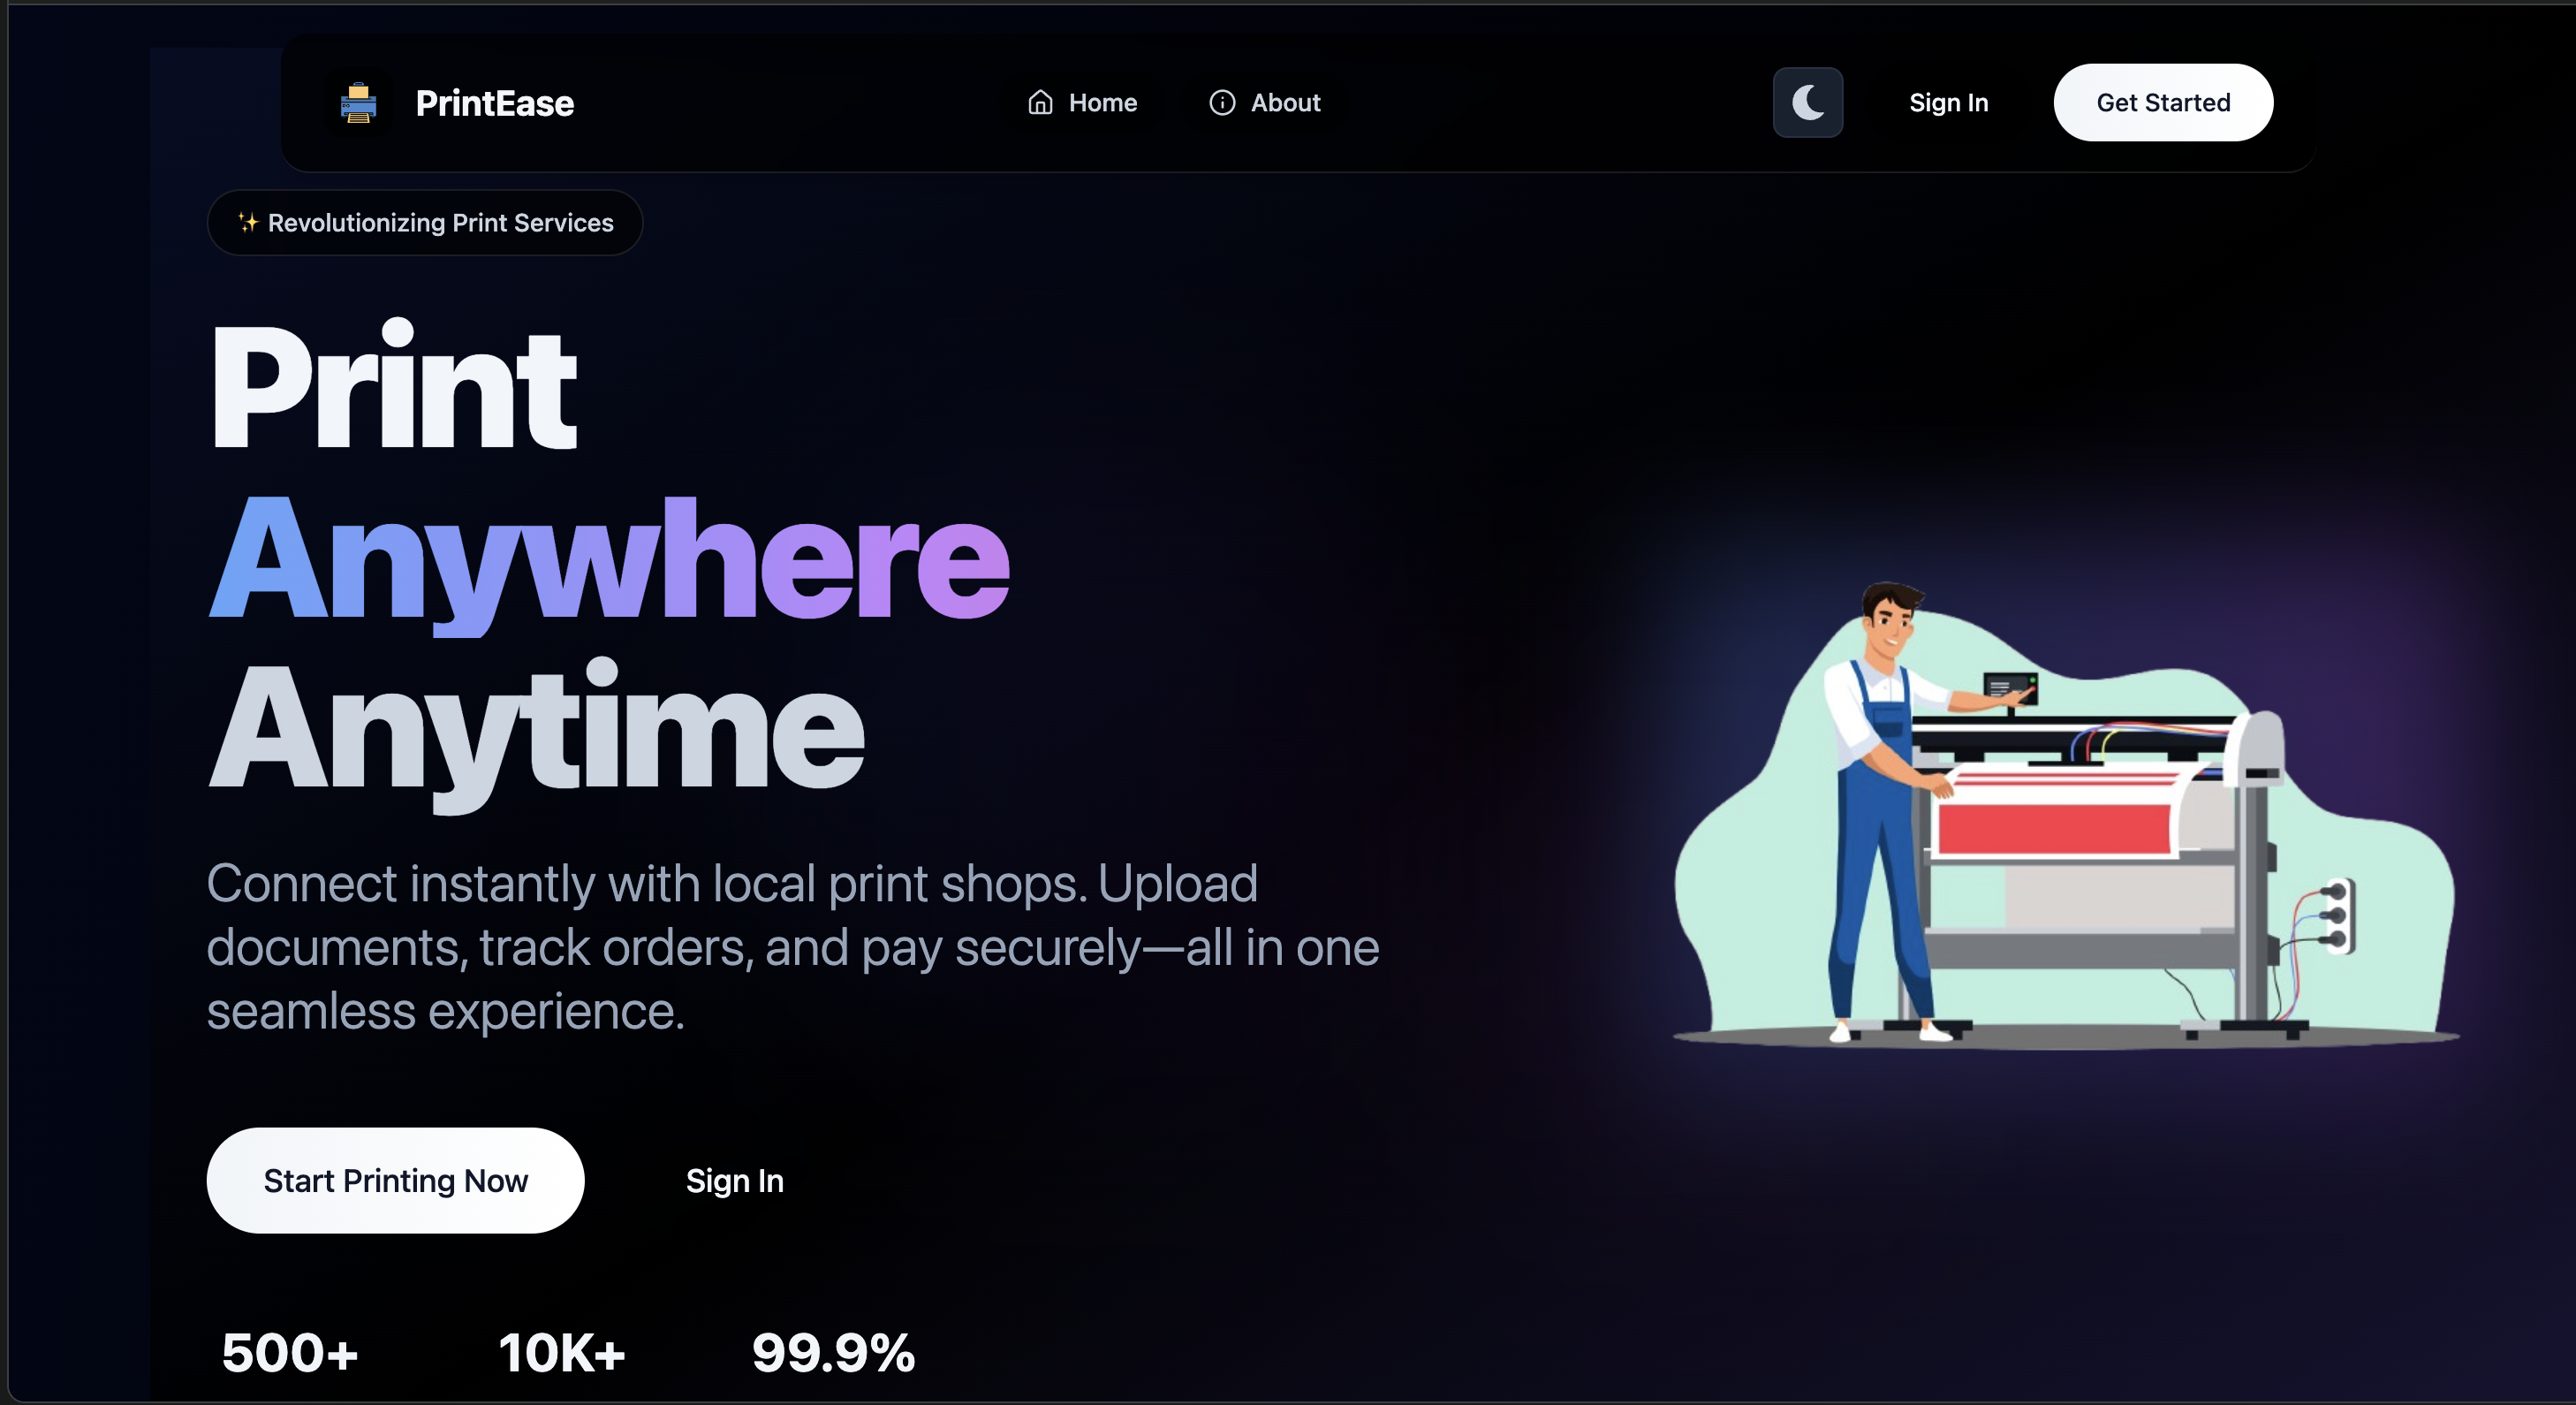 PrintEase
Home
About
Sign In
Get Started
✨ Revolutionizing Print Services
Print
Anywhere
Anytime
Connect instantly with local print shops. Upload
documents, track orders, and pay securely—all in one
seamless experience.
Start Printing Now
Sign In
500+
10K+
99.9%